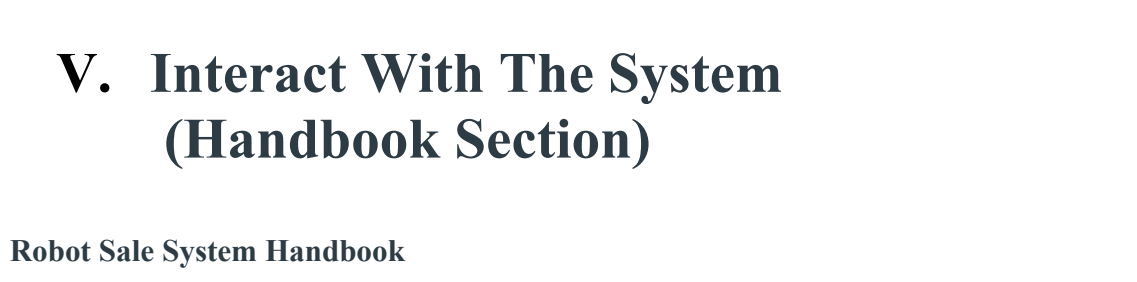 V. Interact With The System
(Handbook Section)
Robot Sale System Handbook